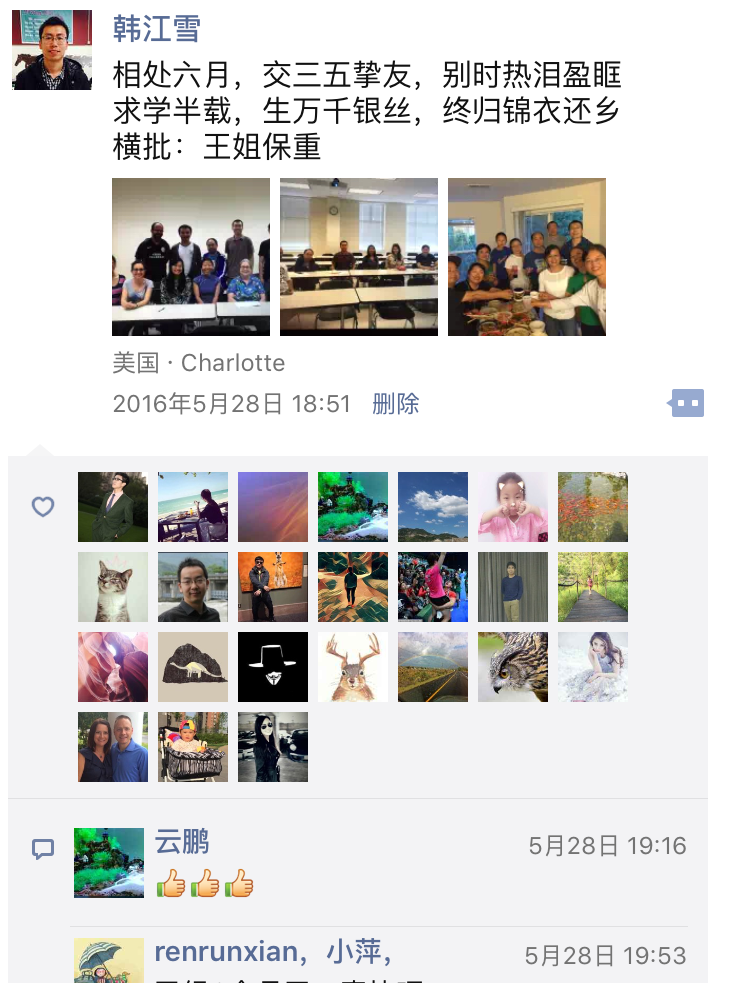 韩江雪
相处六月，交三五挚友，别时热泪盈眶
求学半载，生万千银丝，终归锦衣还乡
横批：王姐保重
美国 · Charlotte
2016年5月28日 18:51 删除
云鹏 5月28日 19:16
renrunxian，小萍， 5月28日 19:53